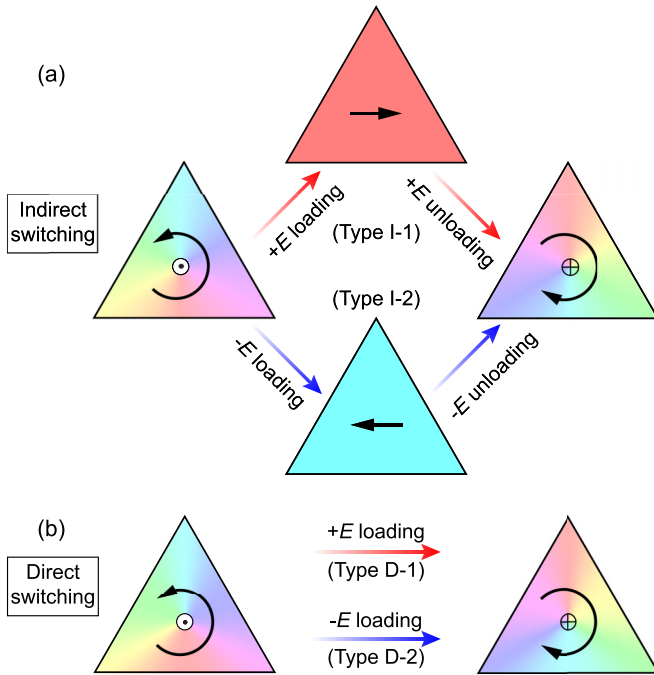 (a)
Indirect
switching
+E loading
(Type I-1)
+E unloading
(Type I-2)
-E loading
-E unloading
(b)
Direct
switching
+E loading
(Type D-1)
-E loading
(Type D-2)